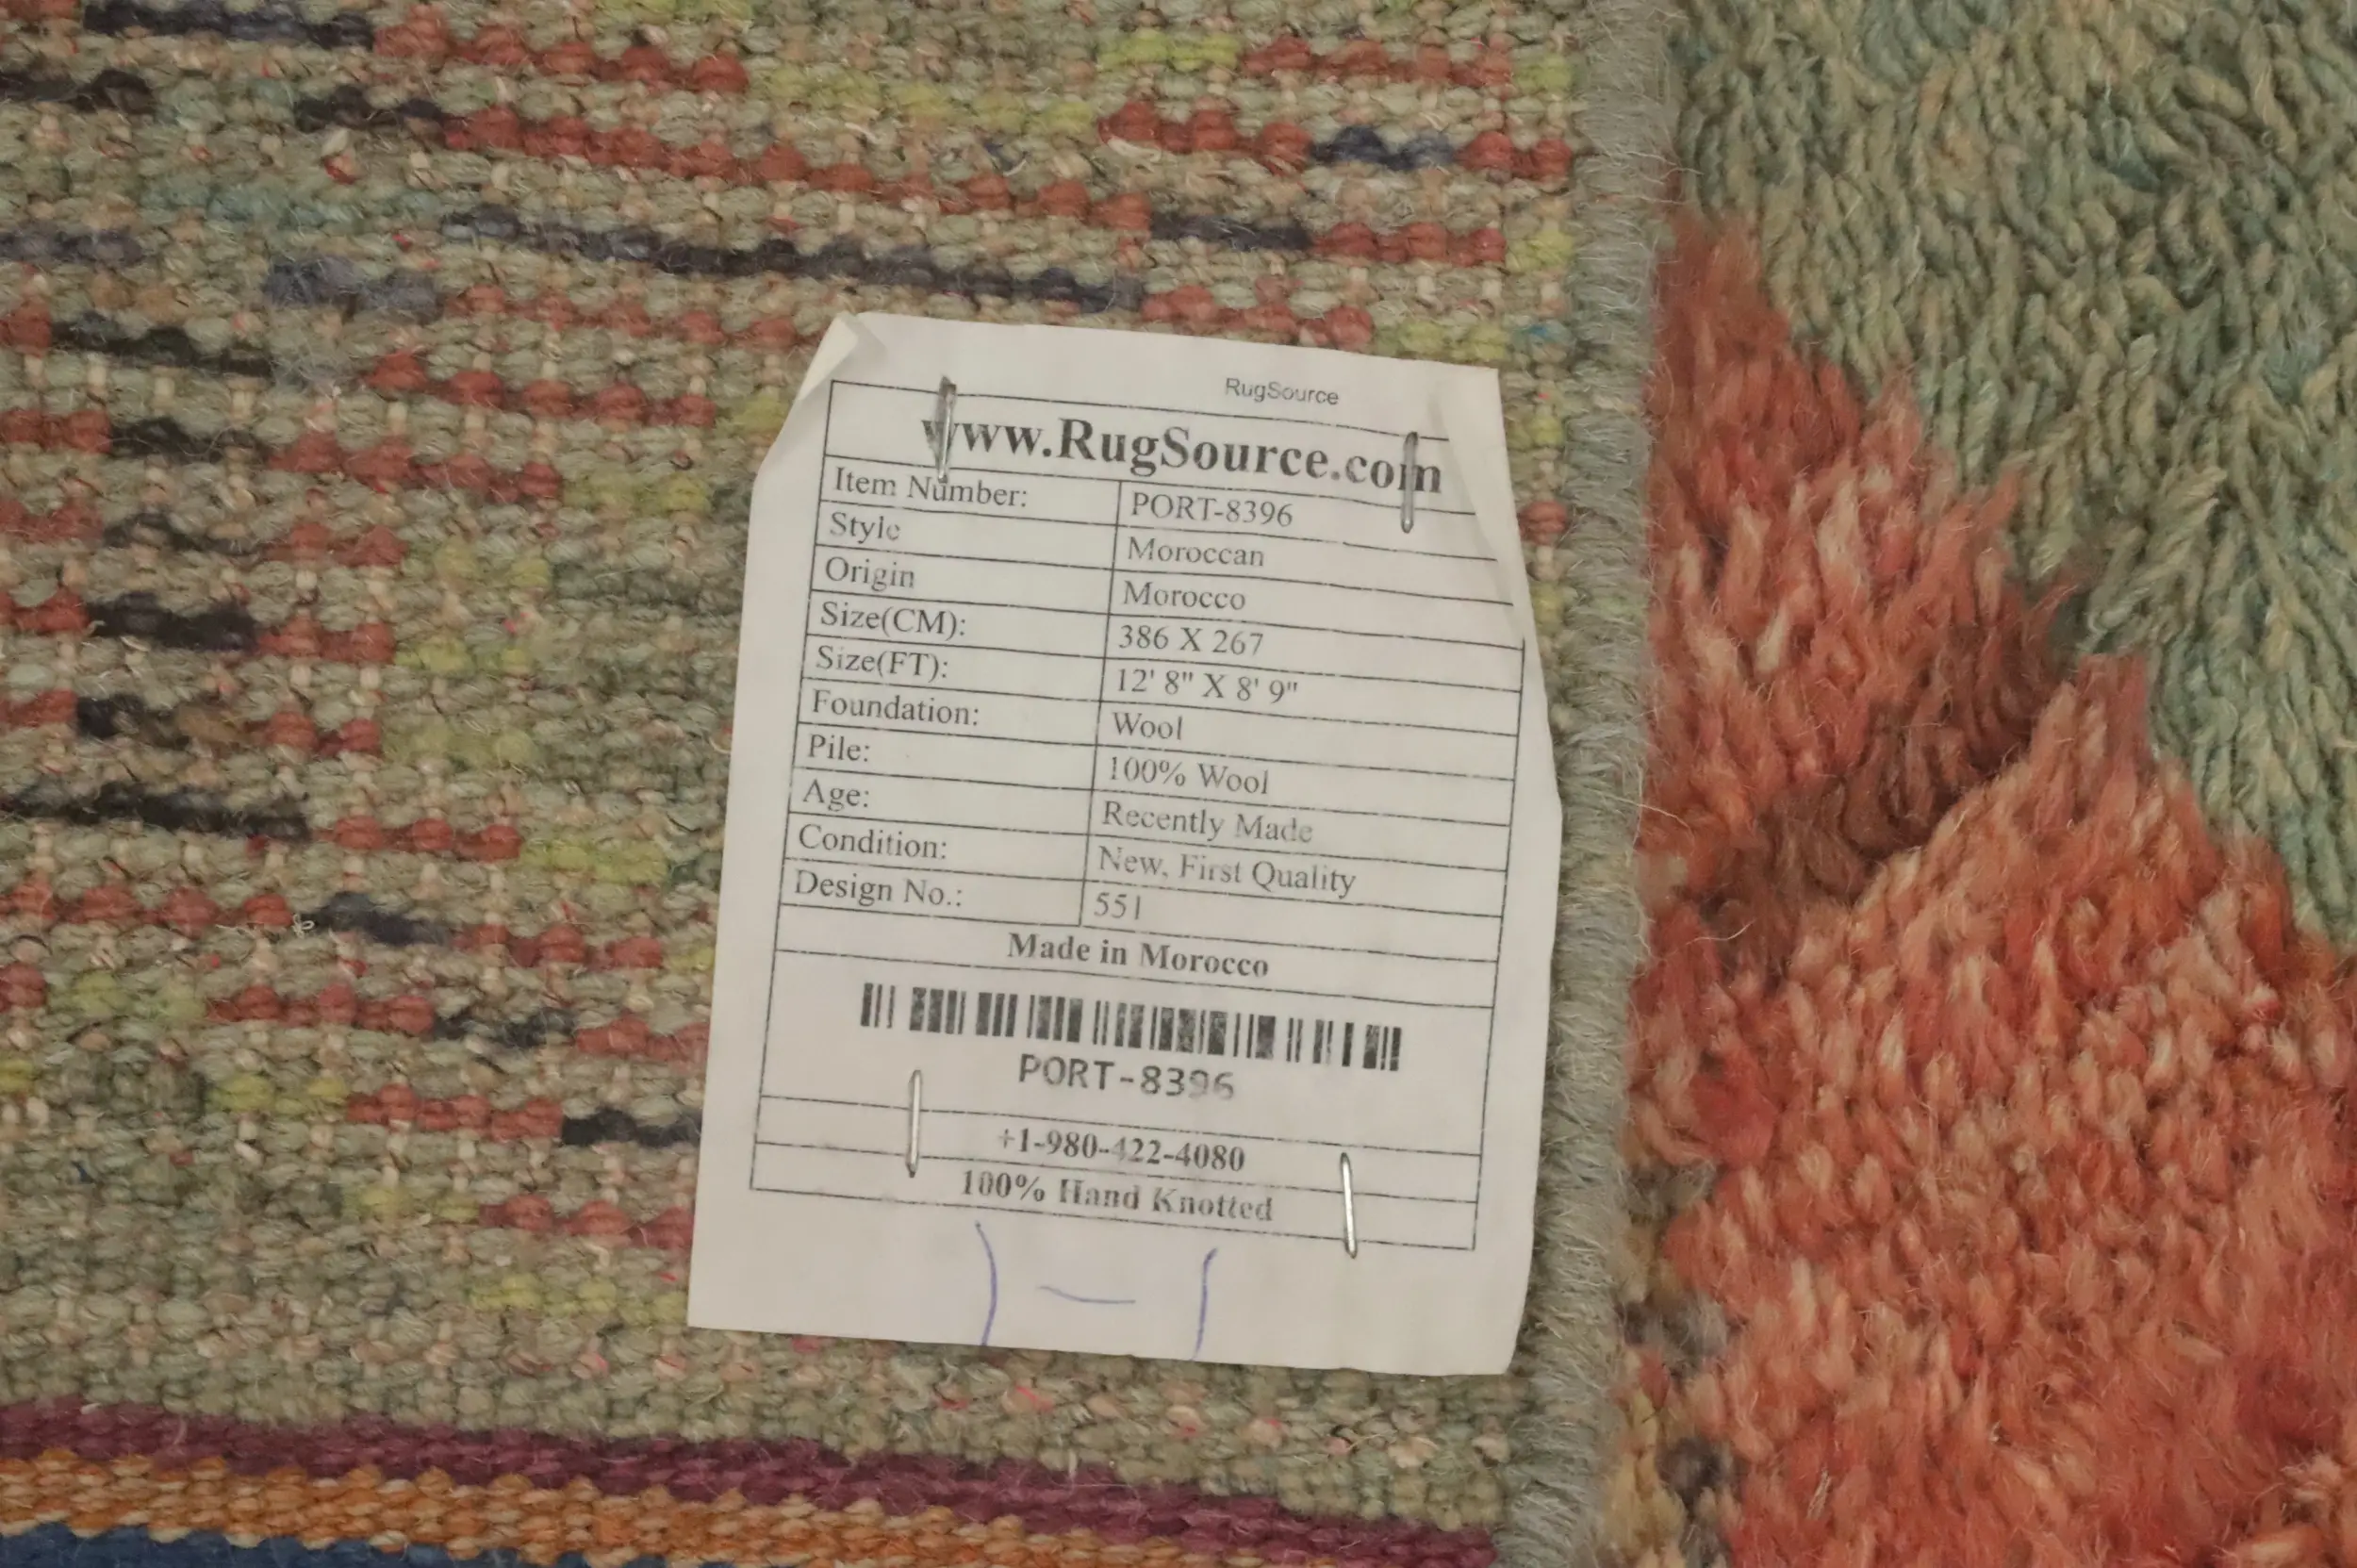 RugSource
www.RugSource.com
Item Number: PORT-8396
Style Moroccan
Origin Morocco
Size(CM): 386 X 267
Size(FT): 12' 8" X 8' 9"
Foundation: Wool
Pile: 100% Wool
Age: Recently Made
Condition: New, First Quality
Design No.: 551
Made in Morocco
PORT-8396
+1-980-422-4080
100% Hand Knotted
1-1